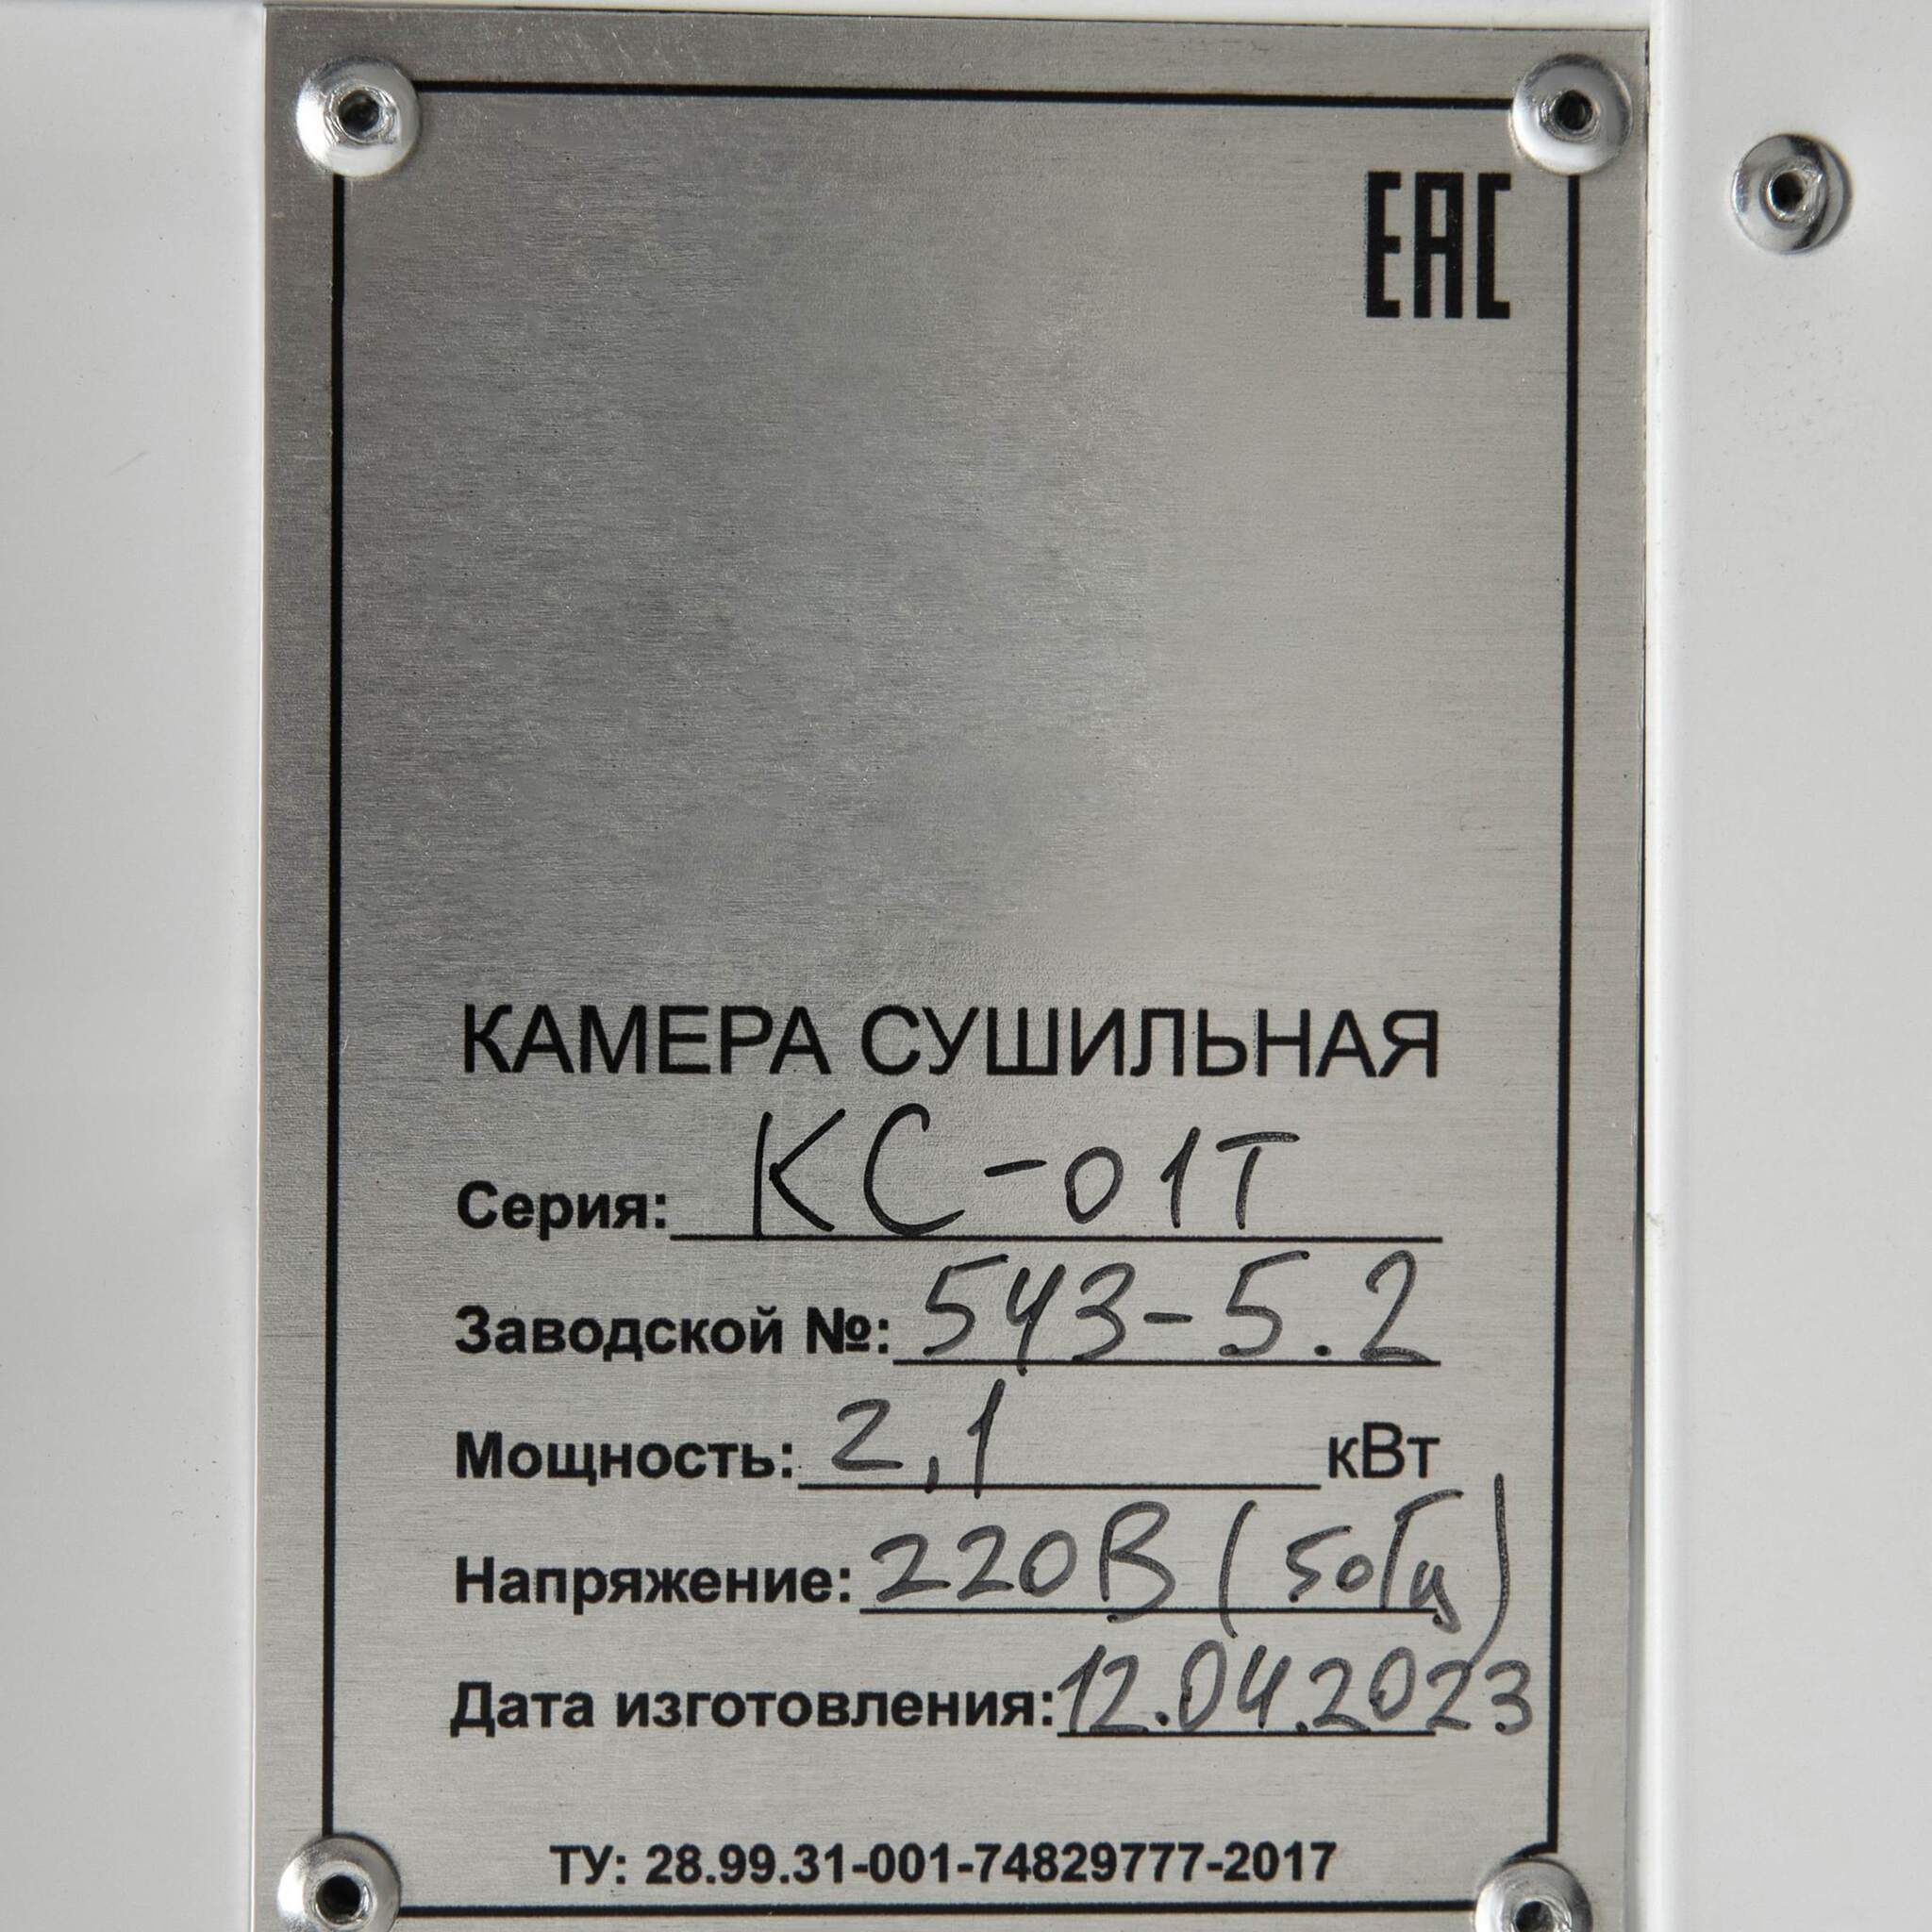 ЕАС
КАМЕРА СУШИЛЬНАЯ
Серия: КС-01Т
Заводской №: 543-5.2
Мощность: 2,1 кВт
Напряжение: 220В (50Гц)
Дата изготовления: 12.04.2023
ТУ: 28.99.31-001-74829777-2017